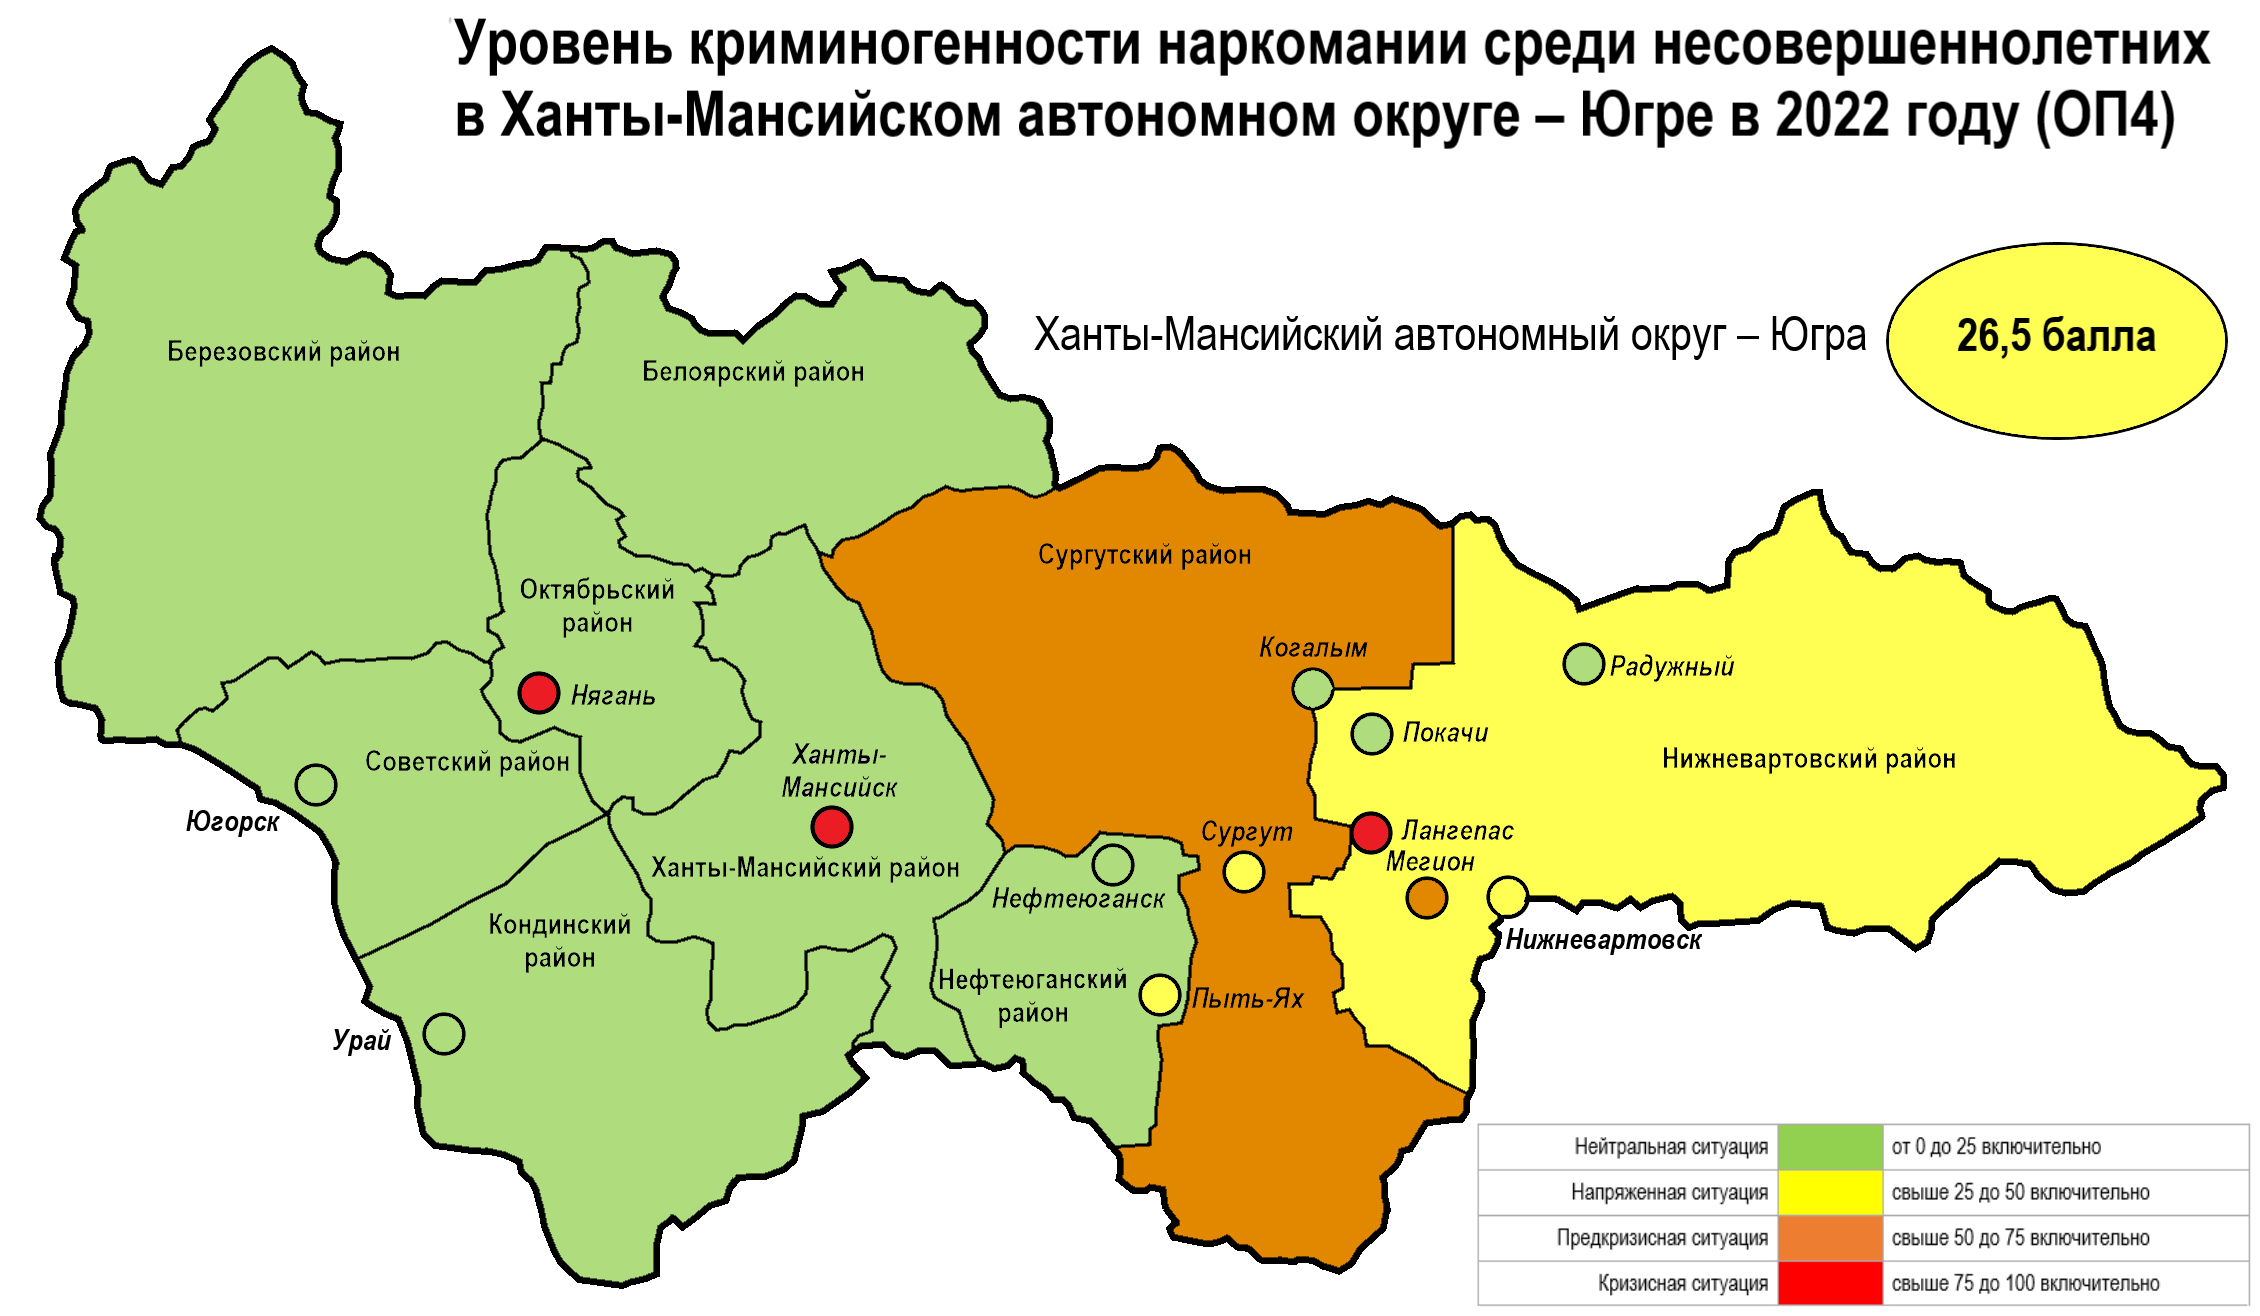 Уровень криминогенности наркомании среди несовершеннолетних
в Ханты-Мансийском автономном округе – Югре в 2022 году (ОП4)
Ханты-Мансийский автономный округ – Югра
26,5 балла
Березовский район
Белоярский район
Сургутский район
Октябрьский
район
Когалым
Радужный
Нягань
Покачи
Советский район
Ханты-
Мансийск
Нижневартовский район
Югорск
Сургут
Лангепас
Мегион
Ханты-Мансийский район
Нефтеюганск
Кондинский
район
Нижневартовск
Нефтеюганский
район
Пыть-Ях
Урай
Нейтральная ситуация от 0 до 25 включительно
Напряженная ситуация свыше 25 до 50 включительно
Предкризисная ситуация свыше 50 до 75 включительно
Кризисная ситуация свыше 75 до 100 включительно